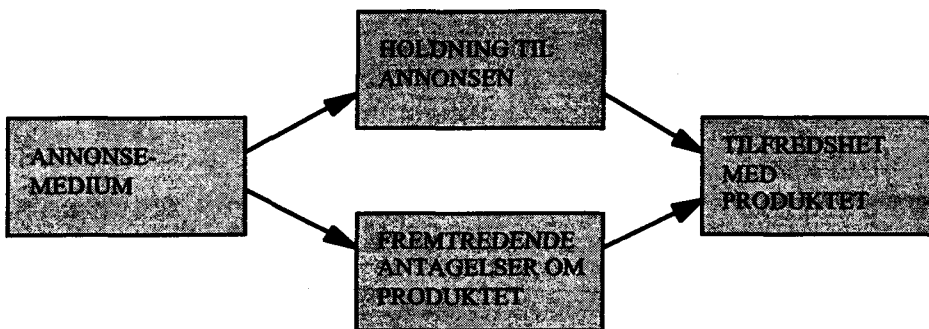 HOLDNING TIL
ANNONSEN
ANNONSE-
MEDIUM
TILFREDSHET
MED
PRODUKTET
FREMTREDENDE
ANTAGELSER OM
PRODUKTET